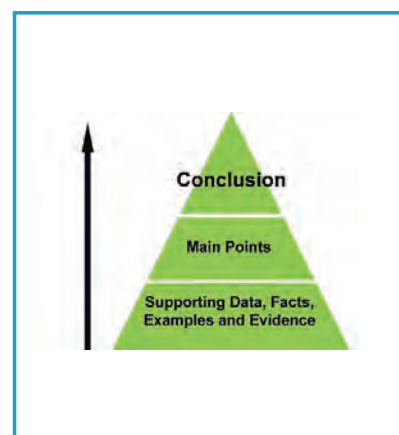 Conclusion
Main Points
Supporting Data, Facts,
Examples and Evidence